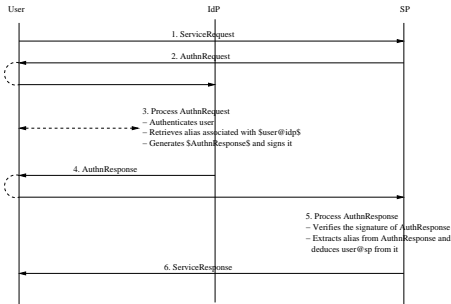 User IdP SP
1. ServiceRequest
2. AuthnRequest
3. Process AuthnRequest
− Authenticates user
− Retrieves alias associated with $user@idp$
− Generates $AuthnResponse$ and signs it
4. AuthnResponse
5. Process AuthnResponse
− Verifies the signature of AuthResponse
− Extracts alias from AuthnResponse and
deduces user@sp from it
6. ServiceResponse